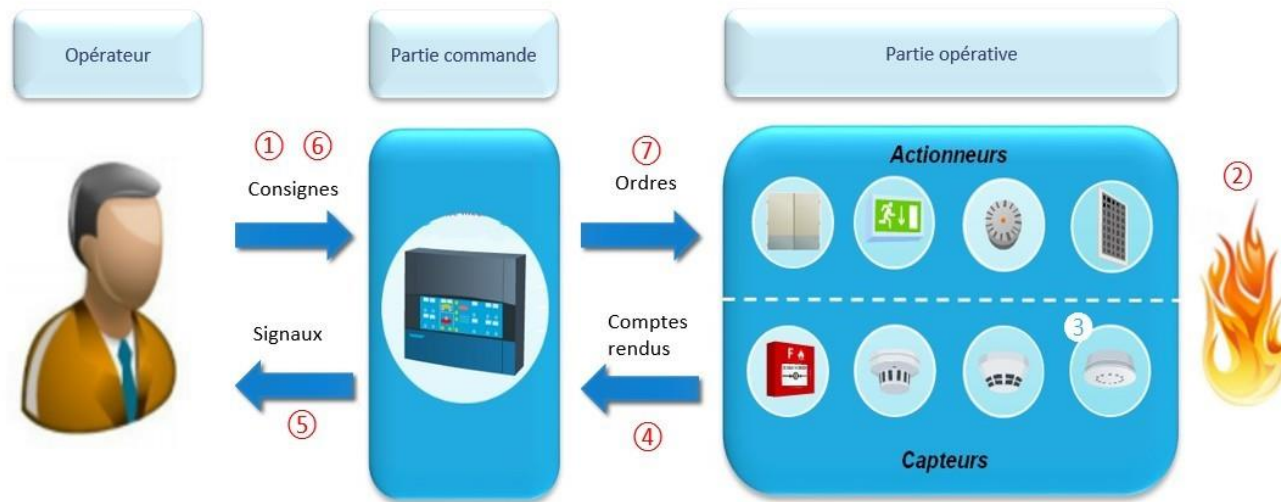 Opérateur
Partie commande
Partie opérative
① ⑥
Consignes
⑦
Ordres
Actionneurs
②
Signaux
⑤
Comptes
rendus
④
3
F
Capteurs